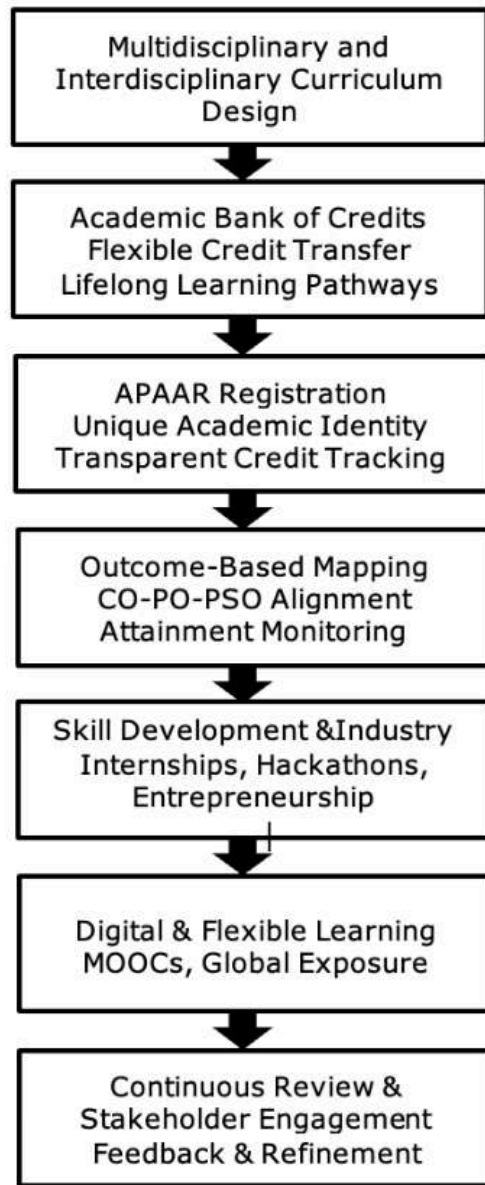 Multidisciplinary and
Interdisciplinary Curriculum
Design
Academic Bank of Credits
Flexible Credit Transfer
Lifelong Learning Pathways
APAAR Registration
Unique Academic Identity
Transparent Credit Tracking
Outcome-Based Mapping
CO-PO-PSO Alignment
Attainment Monitoring
Skill Development &Industry
Internships, Hackathons,
Entrepreneurship
Digital & Flexible Learning
MOOCs, Global Exposure
Continuous Review &
Stakeholder Engagement
Feedback & Refinement